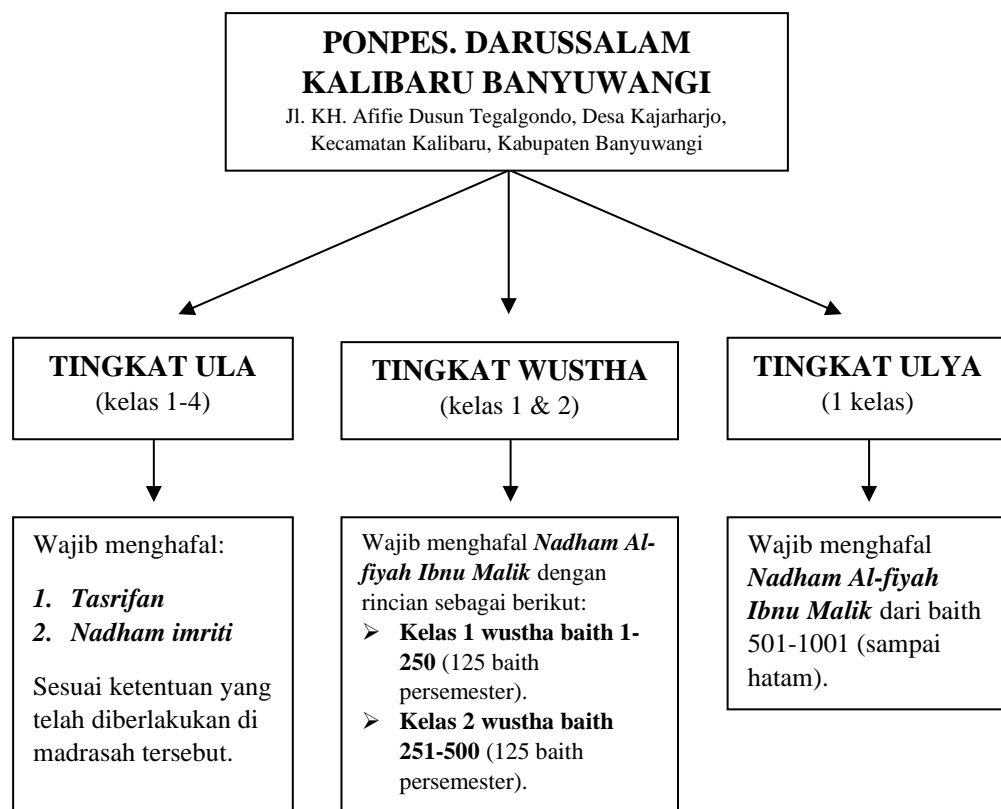 PONPES. DARUSSALAM
KALIBARU BANYUWANGI
Jl. KH. Afifie Dusun Tegalgondo, Desa Kajarharjo,
Kecamatan Kalibaru, Kabupaten Banyuwangi
TINGKAT ULA
(kelas 1-4)
TINGKAT WUSTHA
(kelas 1 & 2)
TINGKAT ULYA
(1 kelas)
Wajib menghafal:
1. Tasrifan
2. Nadham imriti
Sesuai ketentuan yang
telah diberlakukan di
madrasah tersebut.
Wajib menghafal Nadham Al-
fiyah Ibnu Malik dengan
rincian sebagai berikut:
➢ Kelas 1 wustha baith 1-
250 (125 baith
persemester).
➢ Kelas 2 wustha baith
251-500 (125 baith
persemester).
Wajib menghafal
Nadham Al-fiyah
Ibnu Malik dari baith
501-1001 (sampai
hatam).